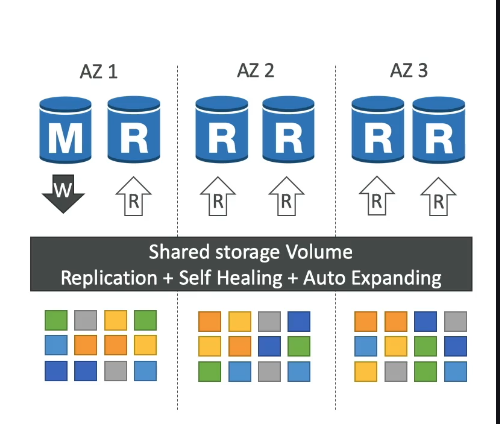 AZ 1
AZ 2
AZ 3
M R R R R R
W R R R R R
Shared storage Volume
Replication + Self Healing + Auto Expanding